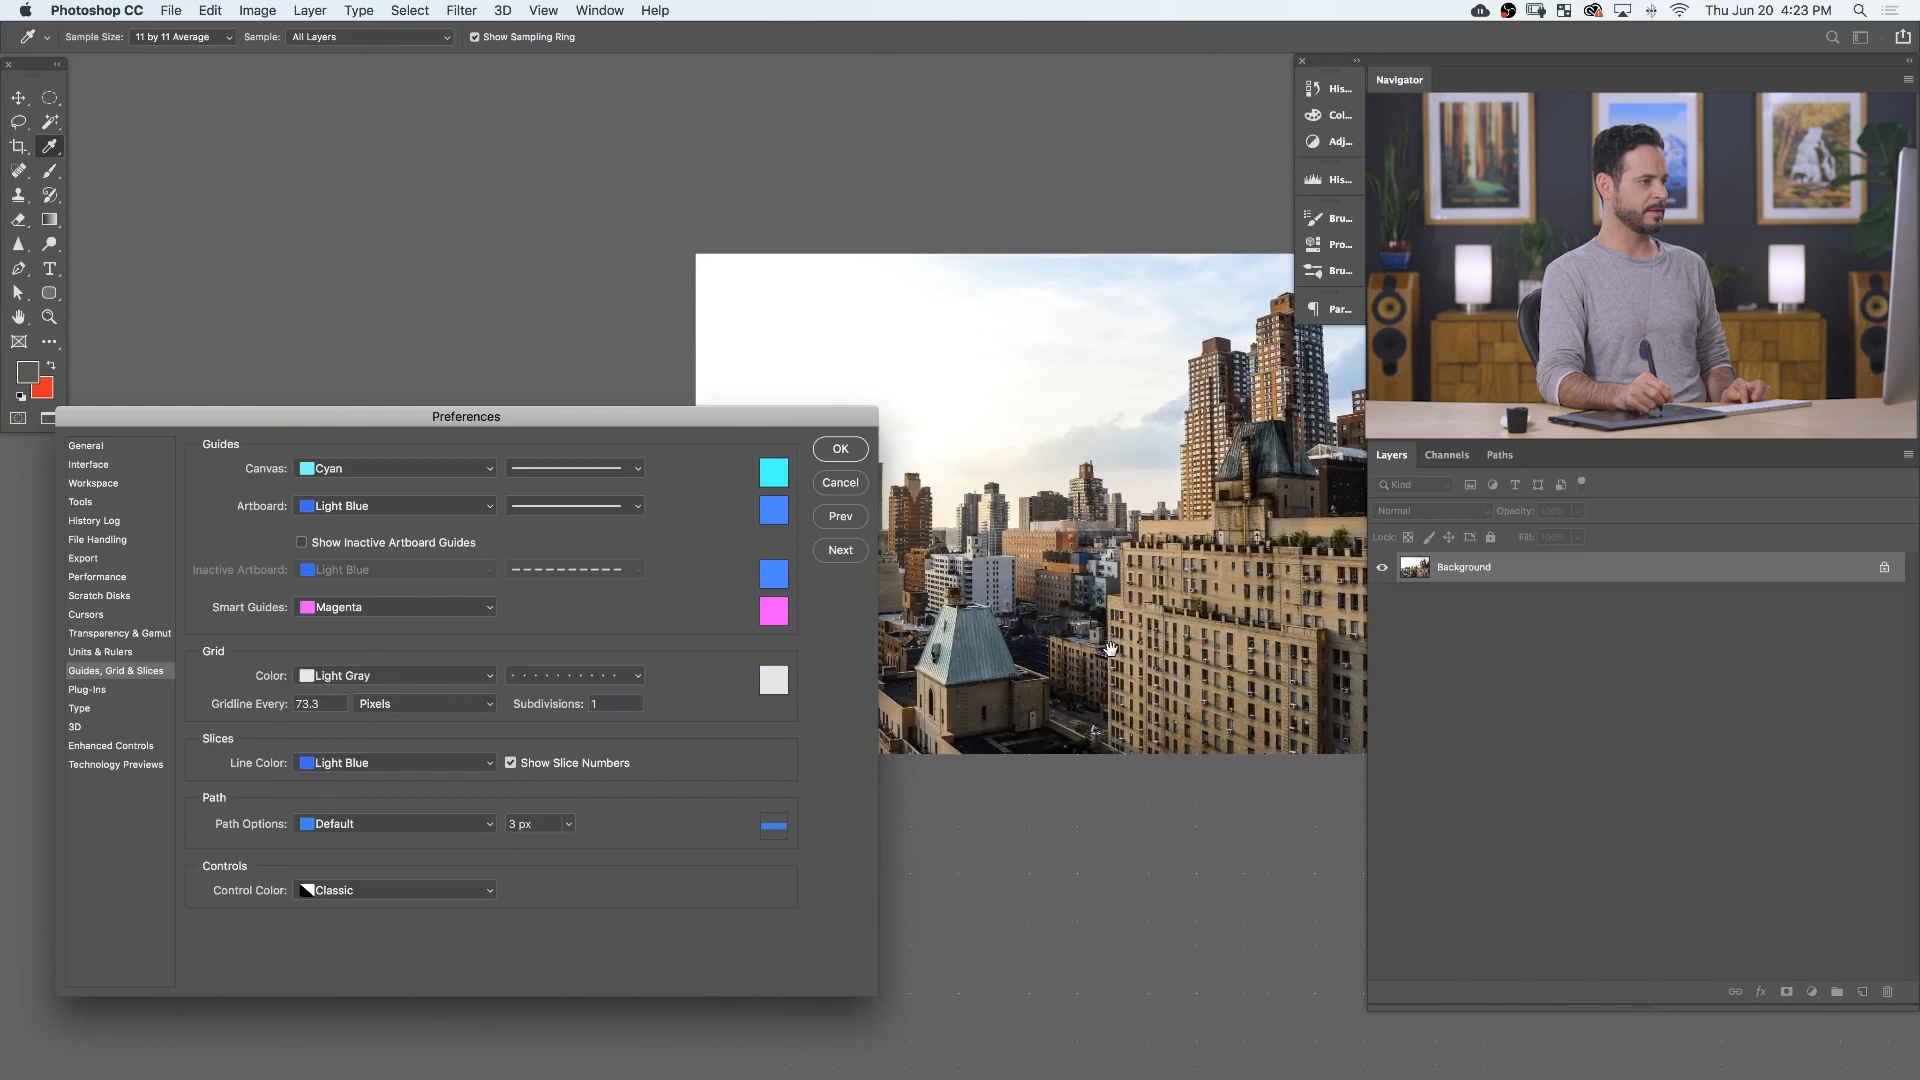 Photoshop CC File Edit Image Layer Type Select Filter 3D View Window Help Thu Jun 20 4:23 PM
Sample Size: 11 by 11 Average Sample: All Layers Show Sampling Ring
His...
Col...
Adj...
His...
Bru...
Pro...
Bru...
Par...
Navigator
Layers Channels Paths
Kind
Normal Opacity: 100%
Lock: Fill: 100%
Background
Preferences
General
Interface
Workspace
Tools
History Log
File Handling
Export
Performance
Scratch Disks
Cursors
Transparency & Gamut
Units & Rulers
Guides, Grid & Slices
Plug-Ins
Type
3D
Enhanced Controls
Technology Previews
Guides
Canvas: Cyan
Artboard: Light Blue
Show Inactive Artboard Guides
Inactive Artboard: Light Blue
Smart Guides: Magenta
Grid
Color: Light Gray
Gridline Every: 73.3 Pixels Subdivisions: 1
Slices
Line Color: Light Blue Show Slice Numbers
Path
Path Options: Default 3 px
Controls
Control Color: Classic
OK
Cancel
Prev
Next